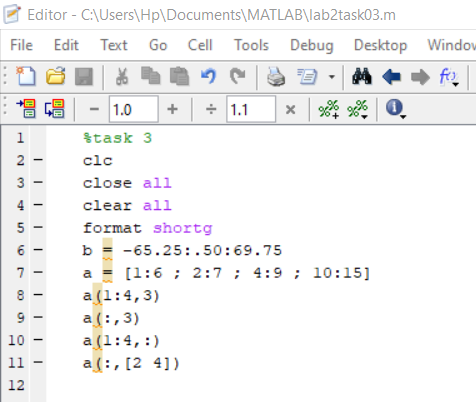 Editor - C:\Users\Hp\Documents\MATLAB\lab2task03.m
File Edit Text Go Cell Tools Debug Desktop Window
− 1.0 + ÷ 1.1 ×
1 %task 3
2 − clc
3 − close all
4 − clear all
5 − format shortg
6 − b = -65.25:.50:69.75
7 − a = [1:6 ; 2:7 ; 4:9 ; 10:15]
8 − a(1:4,3)
9 − a(:,3)
10 − a(1:4,:)
11 − a(:,[2 4])
12